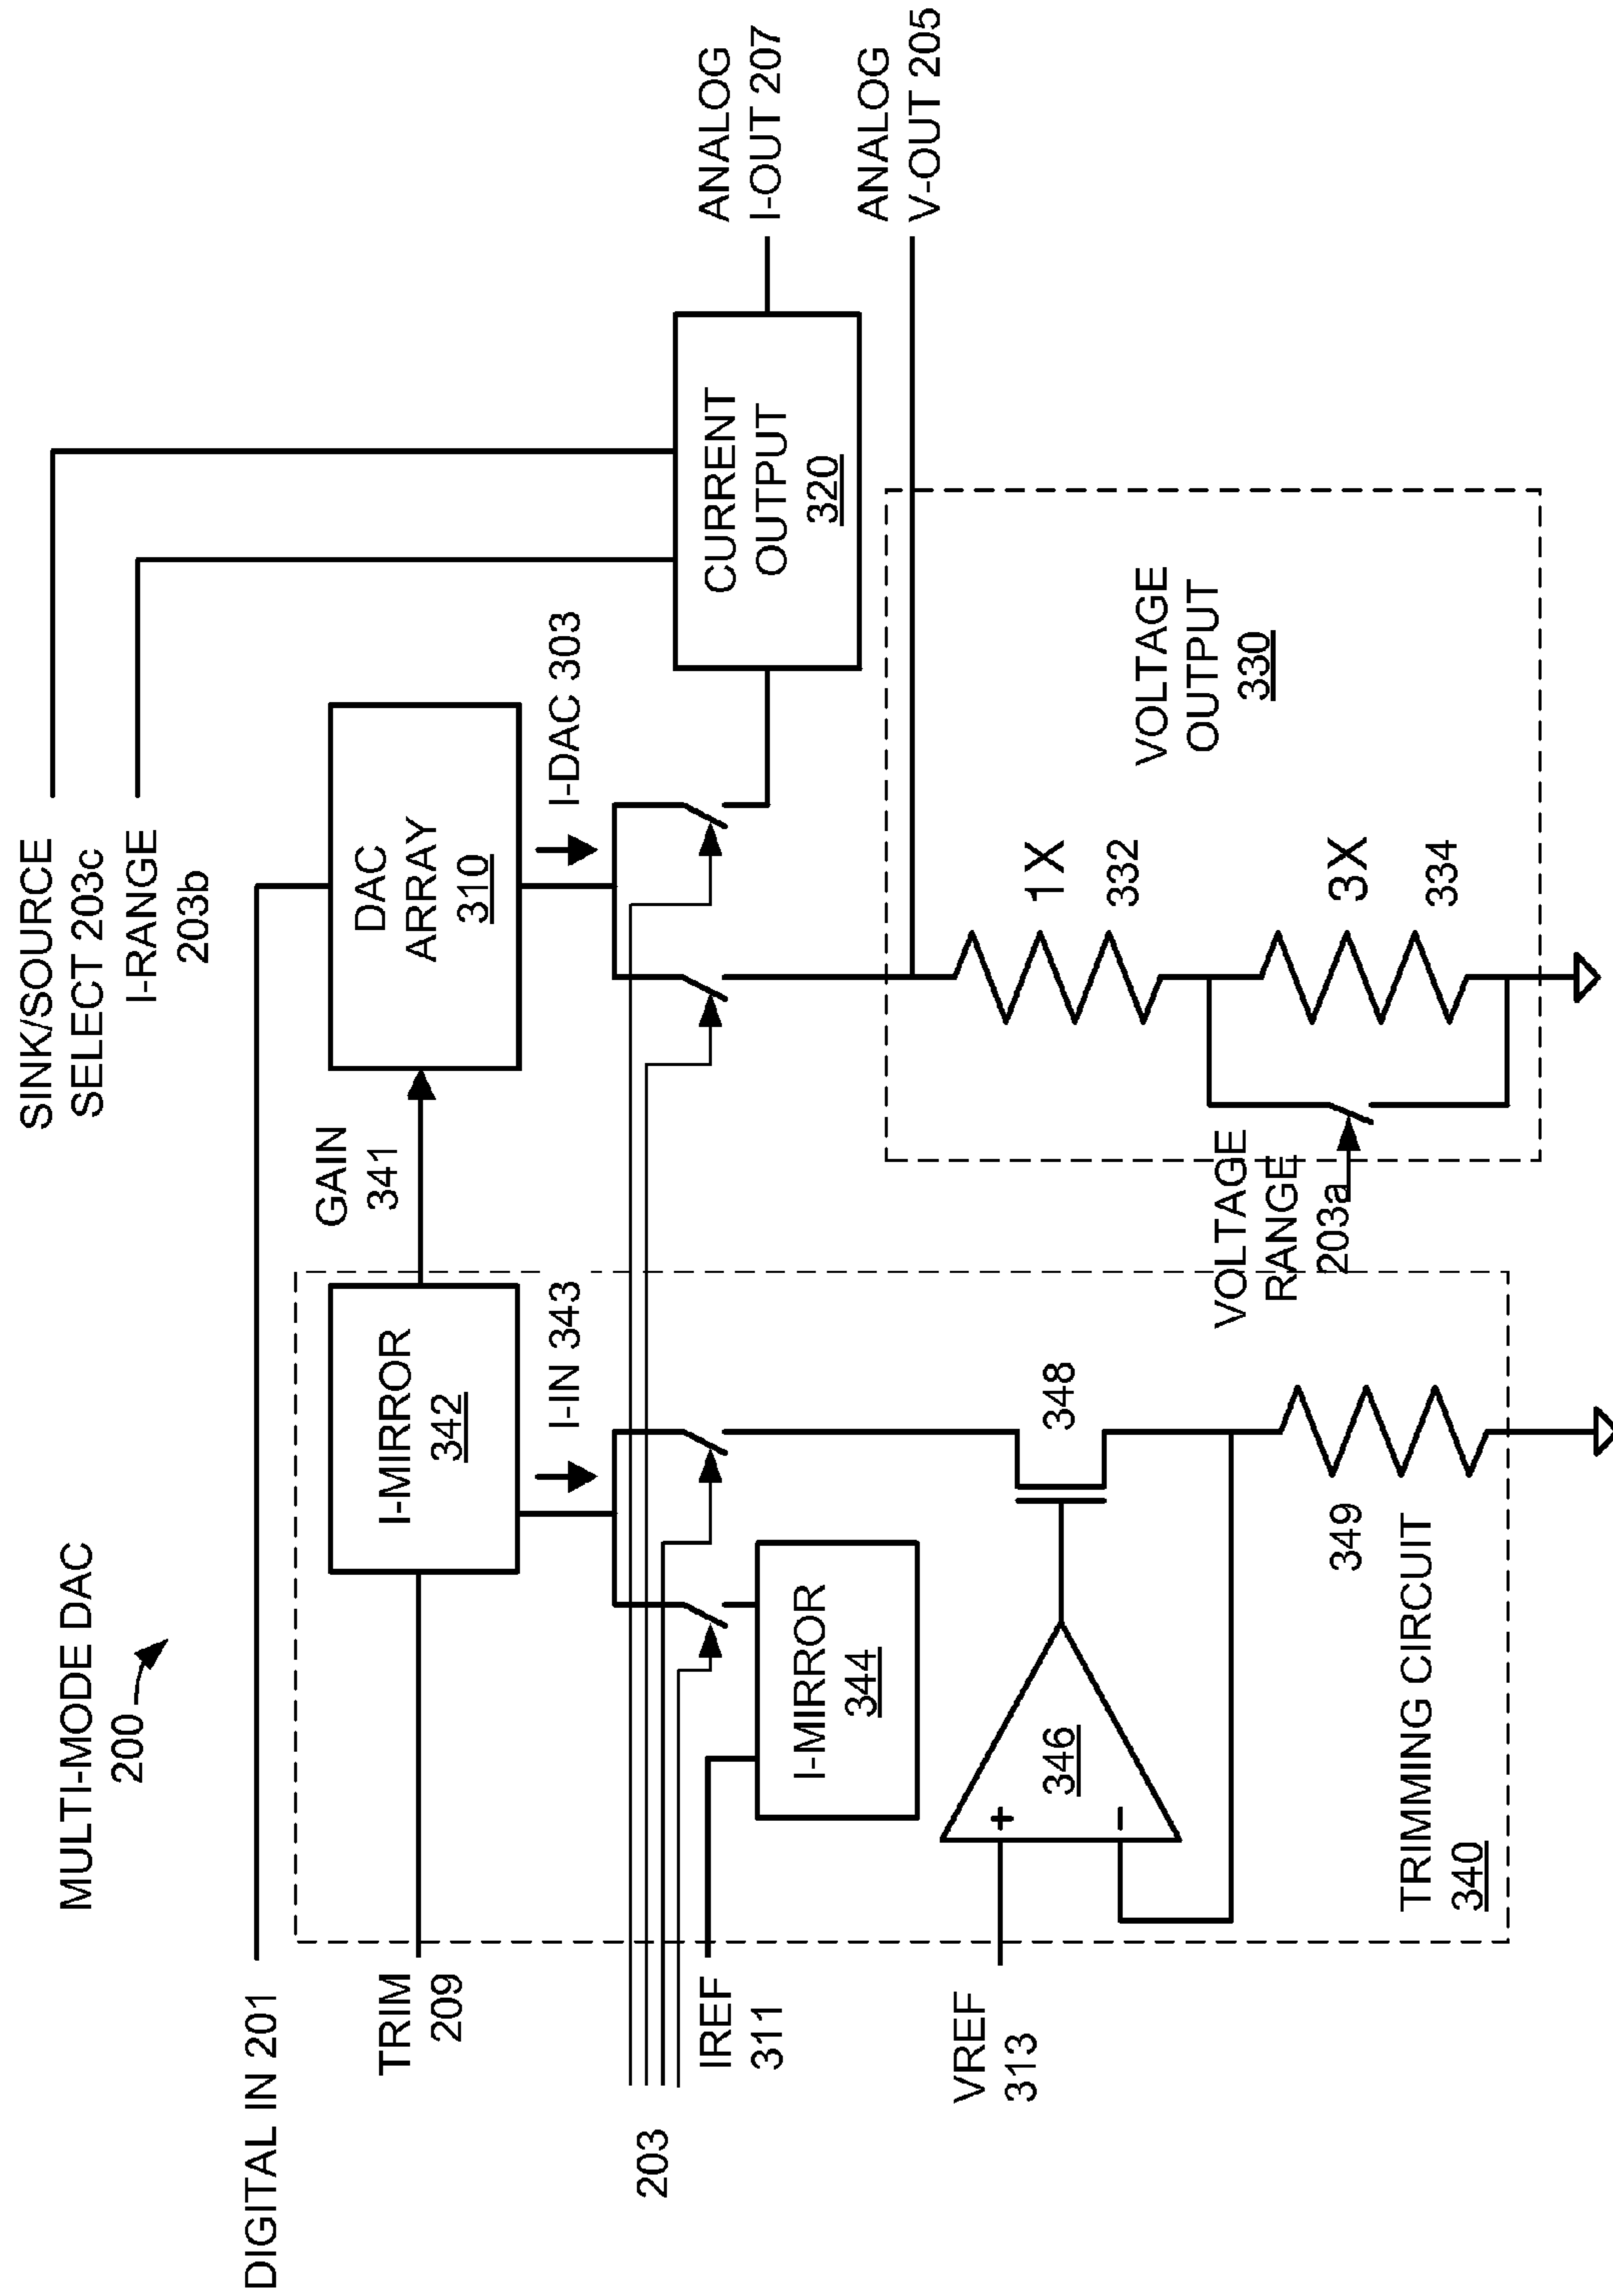 MULTI-MODE DAC
200
SINK/SOURCE
SELECT 203c
I-RANGE
203b
DIGITAL IN 201
TRIM
209
I-MIRROR
342
GAIN
341
DAC
ARRAY
310
I-IN 343
I-DAC 303
203
IREF
311
I-MIRROR
344
CURRENT
OUTPUT
320
ANALOG
I-OUT 207
ANALOG
V-OUT 205
VREF
313
+
-
346
348
349
TRIMMING CIRCUIT
340
1X
332
3X
334
VOLTAGE
RANGE
203a
VOLTAGE
OUTPUT
330